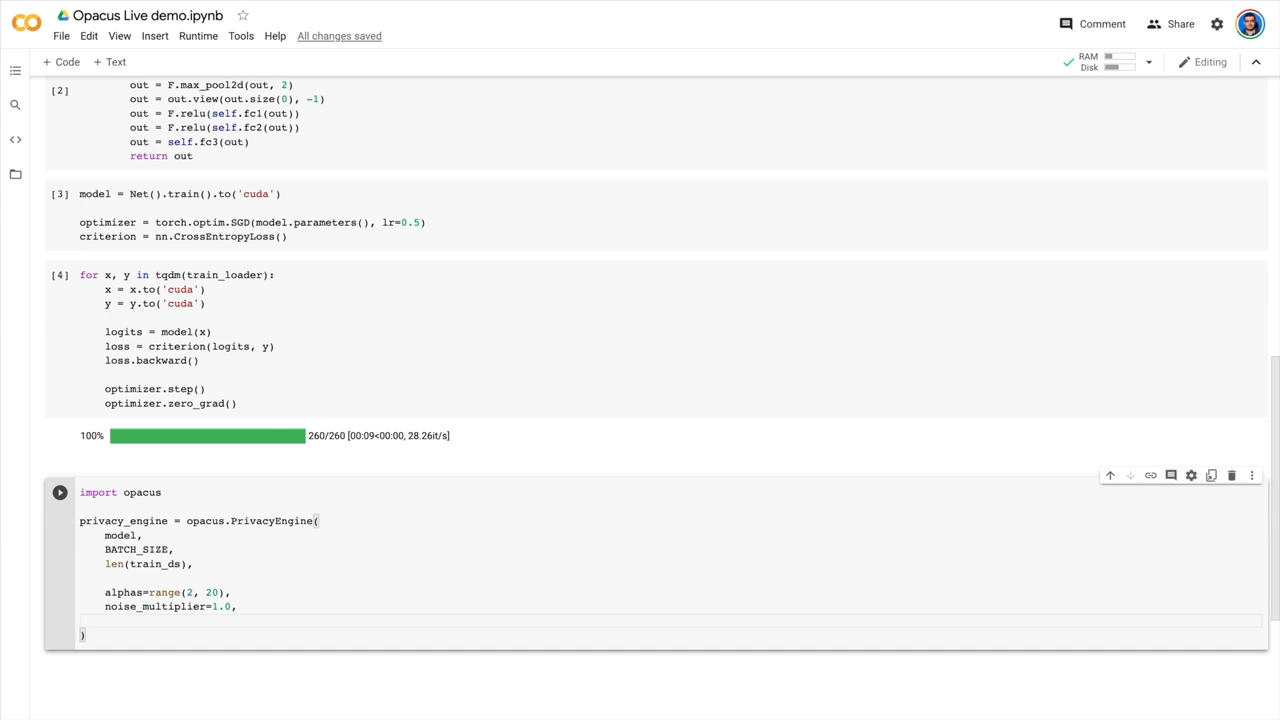 Opacus Live demo.ipynb
File Edit View Insert Runtime Tools Help All changes saved
Comment Share
+ Code + Text
RAM
Disk
Editing
[2]
out = F.max_pool2d(out, 2)
out = out.view(out.size(0), -1)
out = F.relu(self.fc1(out))
out = F.relu(self.fc2(out))
out = self.fc3(out)
return out
[3] model = Net().train().to('cuda')
optimizer = torch.optim.SGD(model.parameters(), lr=0.5)
criterion = nn.CrossEntropyLoss()
[4] for x, y in tqdm(train_loader):
x = x.to('cuda')
y = y.to('cuda')
logits = model(x)
loss = criterion(logits, y)
loss.backward()
optimizer.step()
optimizer.zero_grad()
100% 260/260 [00:09<00:00, 28.26it/s]
import opacus
privacy_engine = opacus.PrivacyEngine(
model,
BATCH_SIZE,
len(train_ds),
alphas=range(2, 20),
noise_multiplier=1.0,
)